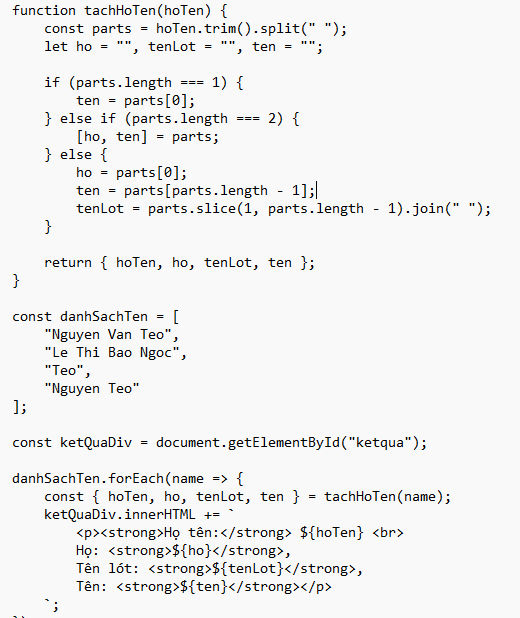 function tachHoTen(hoTen) {
    const parts = hoTen.trim().split(" ");
    let ho = "", tenLot = "", ten = "";

    if (parts.length === 1) {
        ten = parts[0];
    } else if (parts.length === 2) {
        [ho, ten] = parts;
    } else {
        ho = parts[0];
        ten = parts[parts.length - 1];
        tenLot = parts.slice(1, parts.length - 1).join(" ");
    }

    return { hoTen, ho, tenLot, ten };
}

const danhSachTen = [
    "Nguyen Van Teo",
    "Le Thi Bao Ngoc",
    "Teo",
    "Nguyen Teo"
];

const ketQuaDiv = document.getElementById("ketqua");

danhSachTen.forEach(name => {
    const { hoTen, ho, tenLot, ten } = tachHoTen(name);
    ketQuaDiv.innerHTML += `
        <p><strong>Họ tên:</strong> ${hoTen} <br>
        Họ: <strong>${ho}</strong>,
        Tên lót: <strong>${tenLot}</strong>,
        Tên: <strong>${ten}</strong></p>
    `;